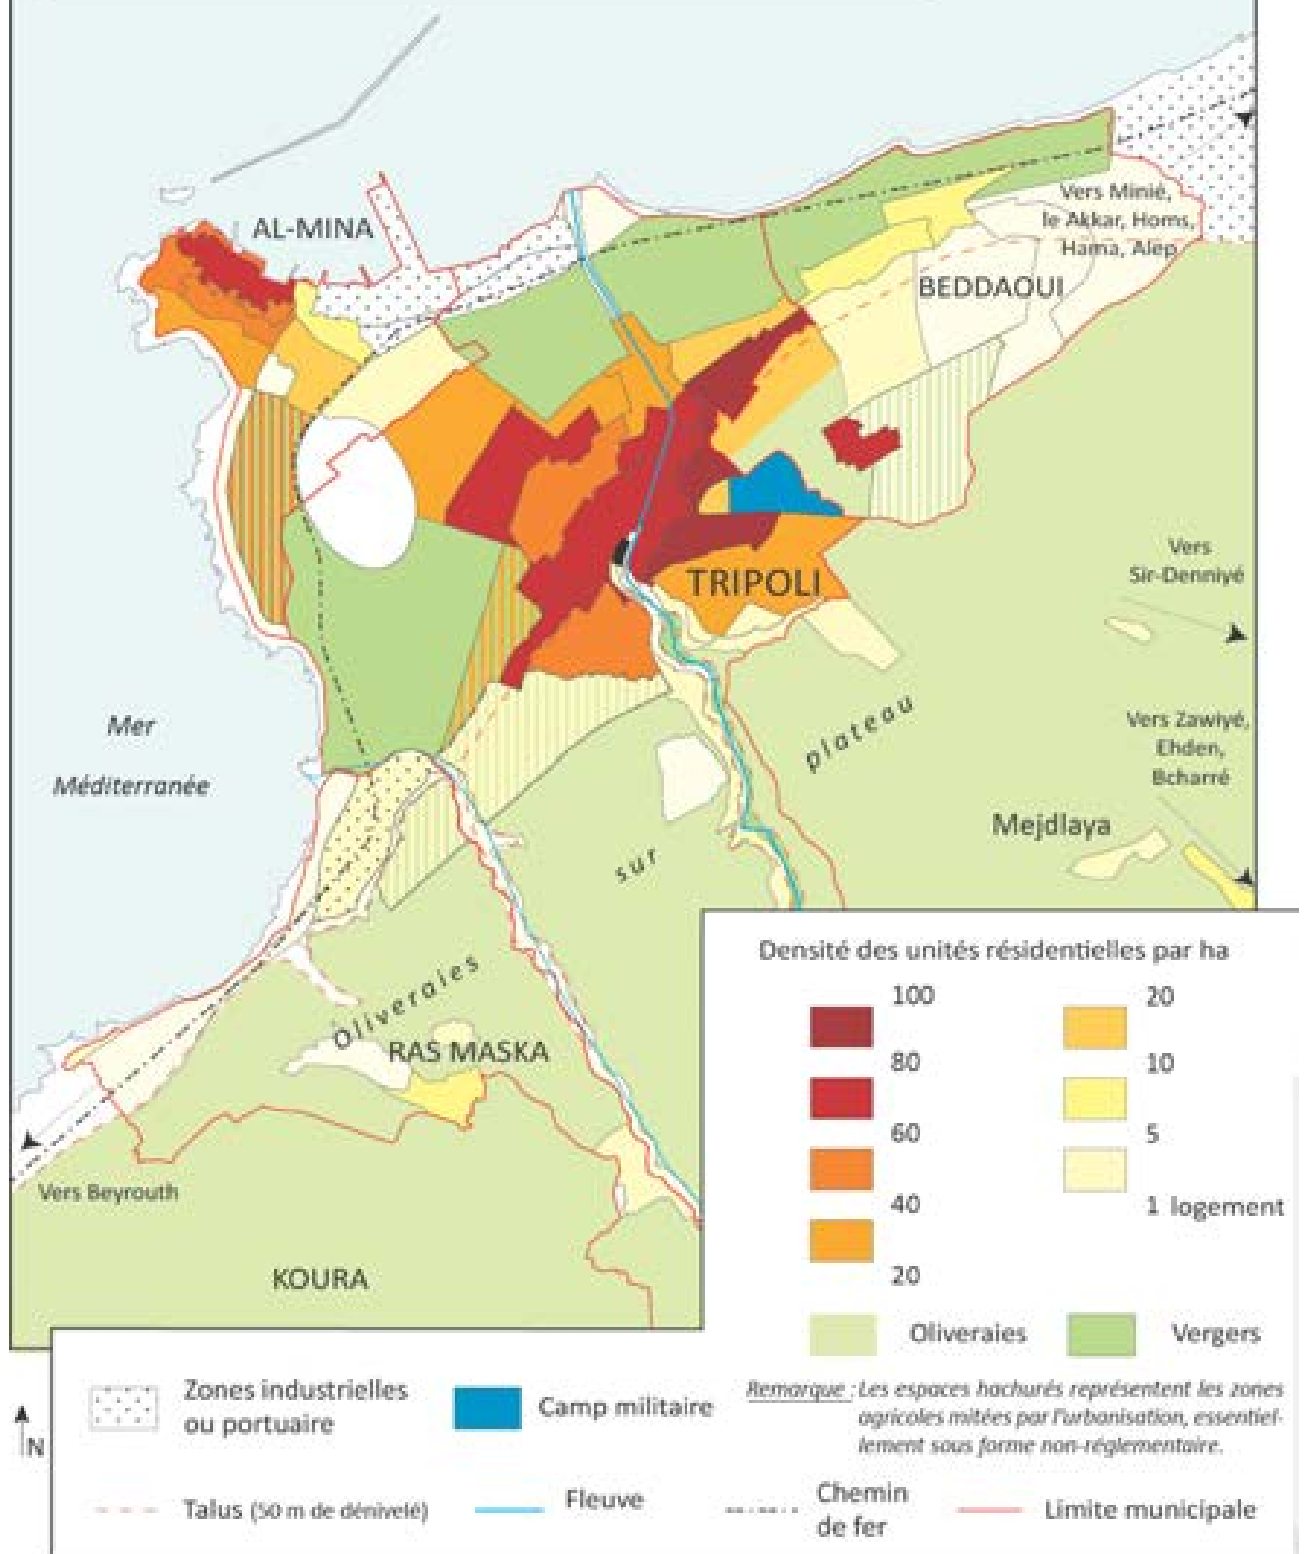 AL-MINA
Vers Minié,
le Akkar, Homs,
Hama, Alep
BEDDAOUI
Vers
Sir-Denniyé
TRIPOLI
Mer
Méditerranée
plateau
Vers Zawiyé,
Ehden,
Bcharré
Mejdlaya
sur
Oliveraies
RAS MASKA
Vers Beyrouth
KOURA
Densité des unités résidentielles par ha
100
80
60
40
20
20
10
5
1 logement
Oliveraies
Vergers
Zones industrielles
ou portuaire
Camp militaire
Remarque : Les espaces hachurés représentent les zones
agricoles mitées par l'urbanisation, essentiel-
lement sous forme non-réglementaire.
N
Talus (50 m de dénivelé)
Fleuve
Chemin
de fer
Limite municipale